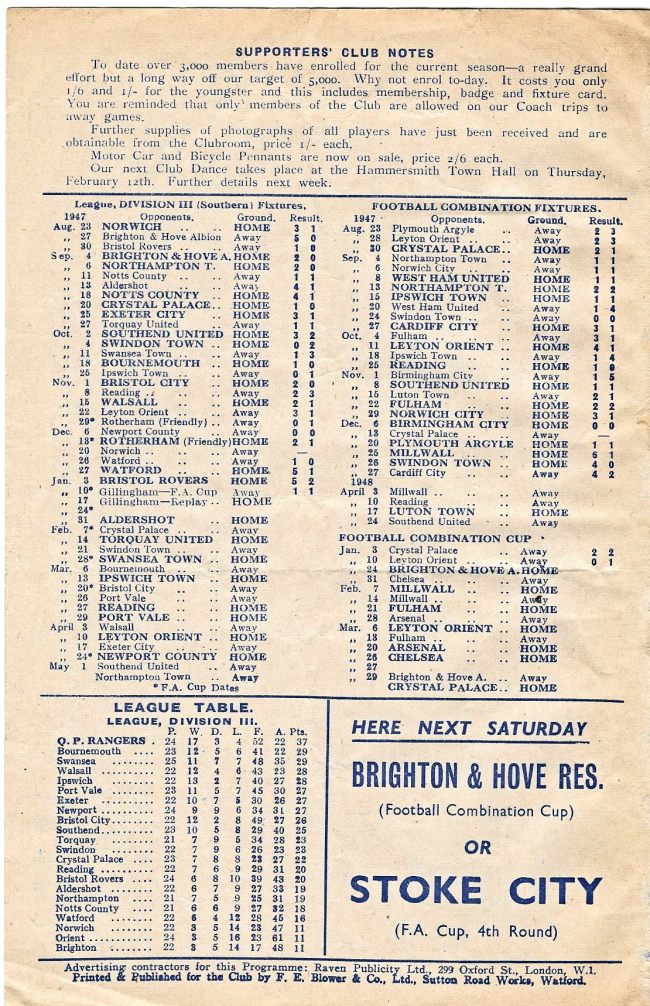 SUPPORTERS' CLUB NOTES
To date over 3,000 members have enrolled for the current season—a really grand
effort but a long way off our target of 5,000. Why not enrol to-day. It costs you only
1/6 and 1/- for the youngster and this includes membership, badge and fixture card.
You are reminded that only members of the Club are allowed on our Coach trips to
away games.
Further supplies of photographs of all players have just been received and are
obtainable from the Clubroom, price 1/- each.
Motor Car and Bicycle Pennants are now on sale, price 2/6 each.
Our next Club Dance takes place at the Hammersmith Town Hall on Thursday,
February 12th. Further details next week.
League, DIVISION III (Southern) Fixtures.
1947 Opponents. Ground. Result.
Aug. 23 NORWICH .. .. HOME 3 1
,, 27 Brighton & Hove Albion Away 5 0
,, 30 Bristol Rovers .. .. Away 1 0
Sep. 4 BRIGHTON & HOVE A. HOME 2 0
,, 6 NORTHAMPTON T. HOME 2 0
,, 11 Notts County .. .. Away 1 1
,, 13 Aldershot .. .. Away 4 1
,, 18 NOTTS COUNTY .. HOME 4 1
,, 20 CRYSTAL PALACE.. HOME 1 0
,, 25 EXETER CITY .. HOME 3 1
,, 27 Torquay United .. Away 1 1
Oct. 2 SOUTHEND UNITED HOME 3 2
,, 4 SWINDON TOWN .. HOME 0 2
,, 11 Swansea Town .. .. Away 1 3
,, 18 BOURNEMOUTH .. HOME 1 0
,, 25 Ipswich Town .. Away 0 1
Nov. 1 BRISTOL CITY .. HOME 2 0
,, 8 Reading .. .. Away 2 3
,, 15 WALSALL .. .. HOME 2 1
,, 22 Leyton Orient .. .. Away 3 1
,, 29* Rotherham (Friendly) .. Away 0 1
Dec. 6 Newport County .. Away 0 0
,, 13* ROTHERHAM (Friendly) HOME 2 1
,, 20 Norwich .. .. .. Away —
,, 26 Watford .. .. .. Away 1 0
,, 27 WATFORD .. .. HOME 5 1
Jan. 3 BRISTOL ROVERS HOME 5 2
,, 10* Gillingham—F.A. Cup Away 1 1
,, 17 Gillingham—Replay .. HOME
,, 24*
,, 31 ALDERSHOT .. HOME
Feb. 7* Crystal Palace .. .. Away
,, 14 TORQUAY UNITED HOME
,, 21 Swindon Town .. Away
,, 28* SWANSEA TOWN .. HOME
Mar. 6 Bournemouth .. .. Away
,, 13 IPSWICH TOWN .. HOME
,, 20* Bristol City .. .. Away
,, 26 Port Vale .. .. Away
,, 27 READING .. .. HOME
,, 29 PORT VALE .. .. HOME
April 3 Walsall .. .. Away
,, 10 LEYTON ORIENT .. HOME
,, 17 Exeter City .. .. Away
,, 24* NEWPORT COUNTY HOME
May 1 Southend United .. Away
Northampton Town .. Away
*F.A. Cup Dates
FOOTBALL COMBINATION FIXTURES.
1947 Opponents. Ground. Result.
Aug. 23 Plymouth Argyle .. Away 2 3
,, 28 Leyton Orient .. .. Away 2 3
,, 30 CRYSTAL PALACE.. HOME 2 1
Sep. 4 Northampton Town .. Away 1 1
,, 6 Norwich City .. .. Away 1 1
,, 8 WEST HAM UNITED HOME 1 1
,, 13 NORTHAMPTON T. HOME 2 2
,, 15 IPSWICH TOWN .. HOME 1 1
,, 20 West Ham United .. Away 1 4
,, 24 Swindon Town .. Away 0 0
,, 27 CARDIFF CITY .. HOME 3 1
Oct. 4 Fulham .. .. .. Away 3 1
,, 11 LEYTON ORIENT .. HOME 4 1
,, 18 Ipswich Town .. Away 1 4
,, 25 READING .. .. HOME 1 0
Nov. 1 Birmingham City .. Away 1 5
,, 8 SOUTHEND UNITED HOME 1 1
,, 15 Luton Town .. .. Away 2 1
,, 22 FULHAM .. .. HOME 2 2
,, 29 NORWICH CITY .. HOME 3 1
Dec. 6 BIRMINGHAM CITY HOME 0 0
,, 13 Crystal Palace .. .. Away —
,, 20 PLYMOUTH ARGYLE HOME 1 1
,, 25 MILLWALL .. .. HOME 6 1
,, 26 SWINDON TOWN .. HOME 4 0
,, 27 Cardiff City .. .. Away 4 2
1948
April 3 Millwall .. .. .. Away
,, 10 Reading .. .. Away
,, 17 LUTON TOWN .. HOME
,, 24 Southend United .. Away
FOOTBALL COMBINATION CUP
Jan. 3 Crystal Palace .. Away 2 2
,, 10 Leyton Orient .. .. Away 0 1
,, 24 BRIGHTON & HOVE A. HOME
,, 31 Chelsea .. .. .. Away
Feb. 7 MILLWALL .. .. HOME
,, 14 Millwall .. .. .. Away
,, 21 FULHAM .. .. HOME
,, 28 Arsenal .. .. .. Away
Mar. 6 LEYTON ORIENT .. HOME
,, 13 Fulham .. .. .. Away
,, 20 ARSENAL .. .. HOME
,, 26 CHELSEA .. .. HOME
,, 27
,, 29 Brighton & Hove A. .. Away
CRYSTAL PALACE .. HOME
LEAGUE TABLE.
LEAGUE, DIVISION III.
P. W. D. L. F. A. Pts.
Q. P. RANGERS . 24 17 3 4 52 22 37
Bournemouth ..... 23 12 5 6 41 22 29
Swansea ......... 25 11 7 7 48 35 29
Walsall .......... 22 12 4 6 43 23 28
Ipswich .......... 22 13 2 7 40 27 28
Port Vale ........ 23 11 5 7 45 30 27
Exeter .......... 22 10 7 5 30 26 27
Newport .......... 24 9 9 6 34 31 27
Bristol City....... 22 12 2 8 49 27 26
Southend......... 23 10 5 8 29 40 25
Torquay ......... 21 7 9 5 34 28 23
Swindon ......... 22 7 9 6 26 23 23
Crystal Palace .... 23 7 8 8 23 27 22
Reading .......... 22 7 6 9 29 31 20
Bristol Rovers .... 24 6 8 10 39 43 20
Aldershot ........ 22 6 7 9 27 33 19
Northampton .... 21 7 5 9 25 31 19
Notts County .... 21 6 6 9 27 32 18
Watford ......... 22 6 4 12 28 45 16
Norwich ......... 22 3 5 14 23 47 11
Orient ........... 24 3 5 16 23 61 11
Brighton ......... 22 3 5 14 17 48 11
HERE NEXT SATURDAY
BRIGHTON & HOVE RES.
(Football Combination Cup)
OR
STOKE CITY
(F.A. Cup, 4th Round)
Advertising contractors for this Programme: Raven Publicity Ltd., 299 Oxford St., London, W.1.
Printed & Published for the Club by F. E. Blower & Co., Ltd., Sutton Road Works, Watford.